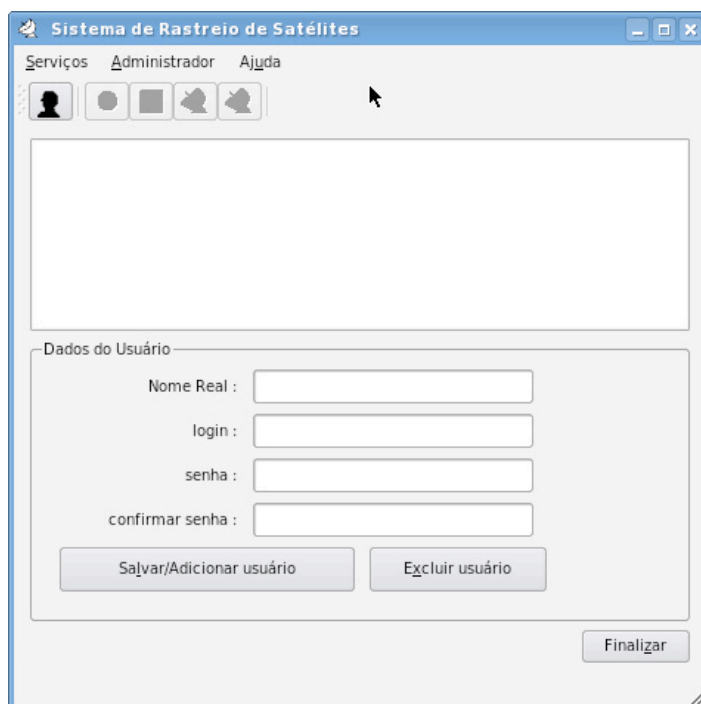 Sistema de Rastreio de Satélites
Serviços Administrador Ajuda
Dados do Usuário
Nome Real :
login :
senha :
confirmar senha :
Salvar/Adicionar usuário Excluir usuário
Finalizar